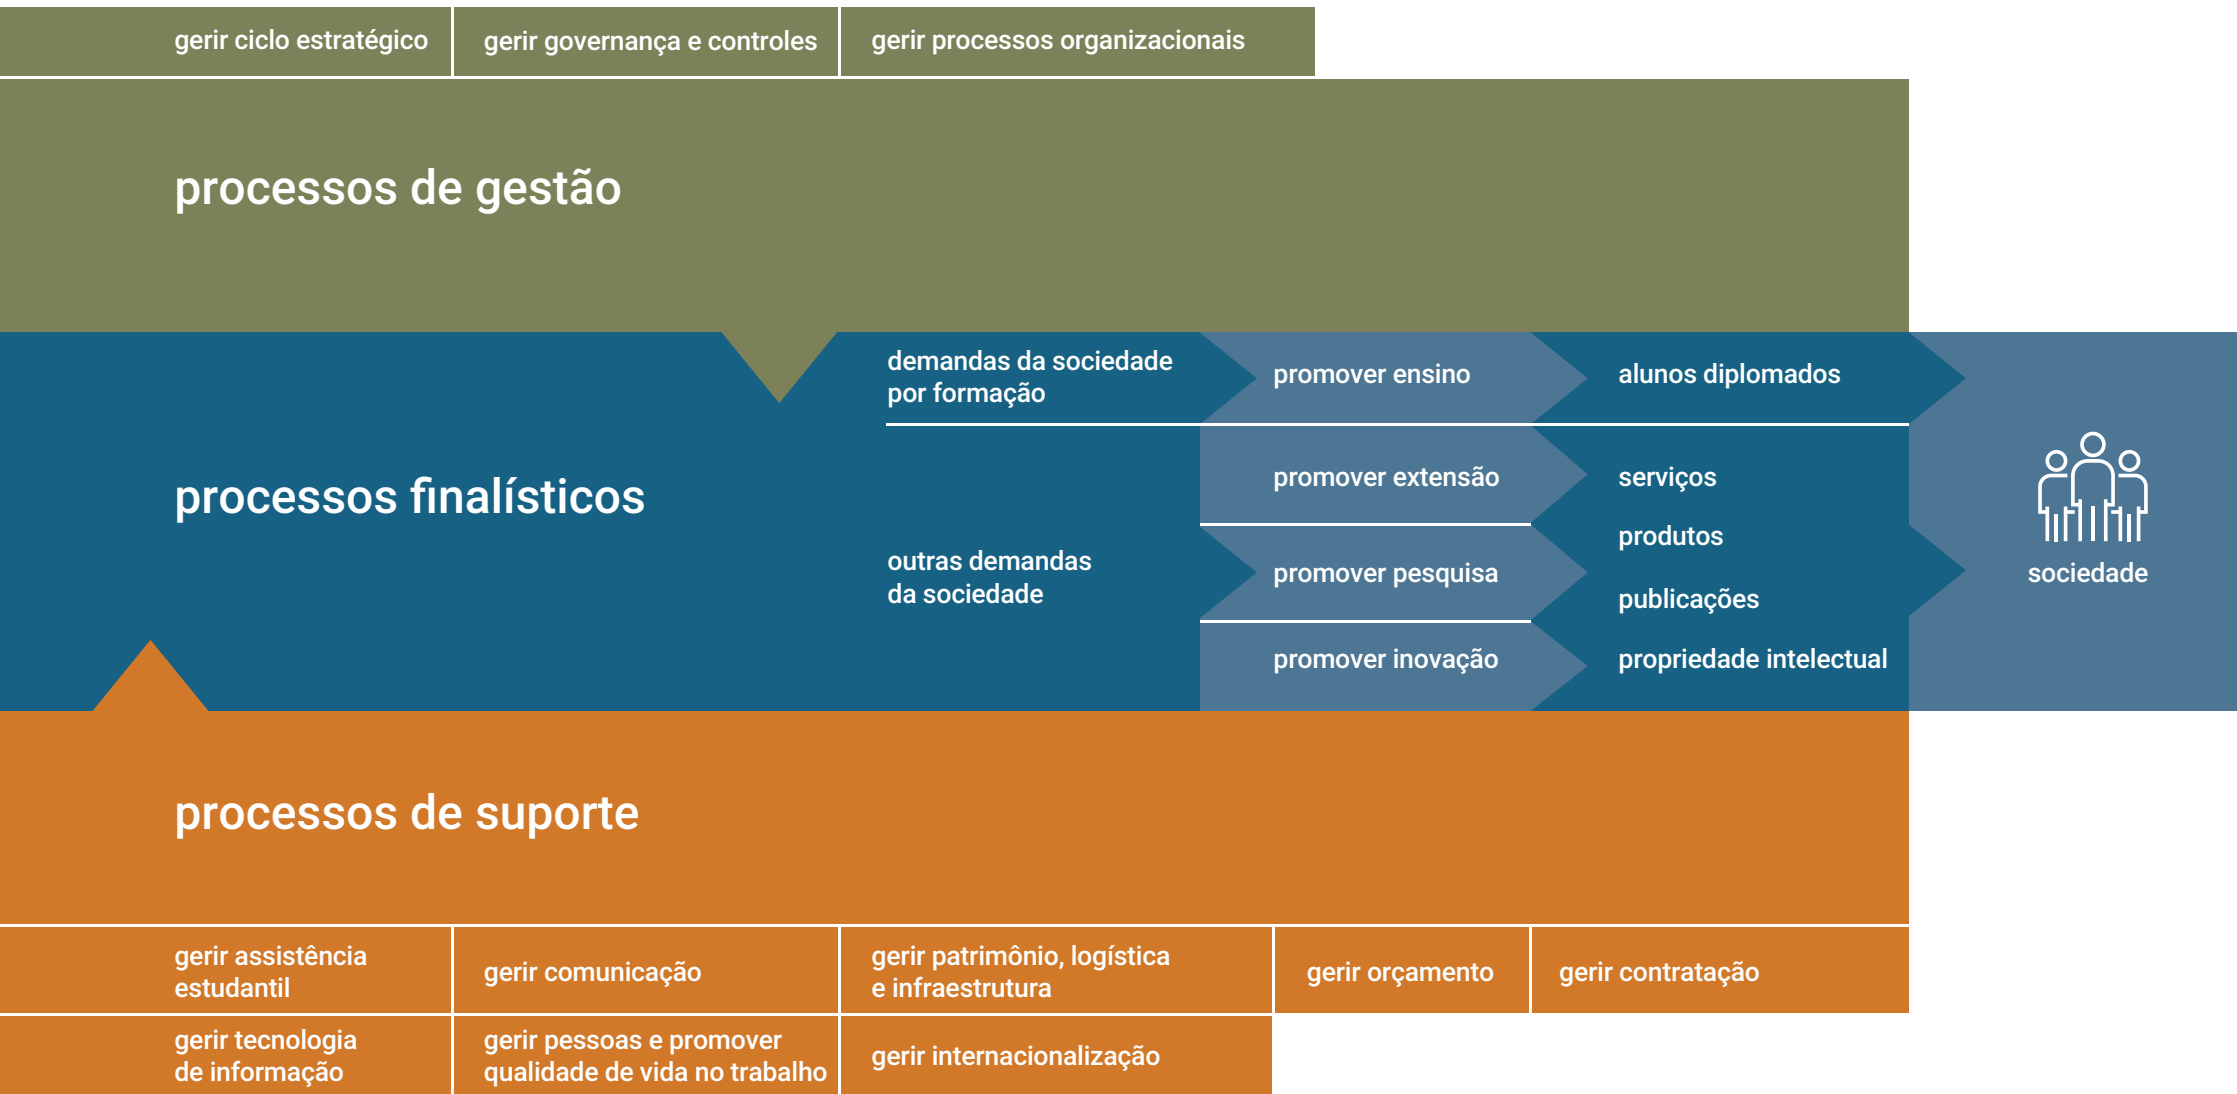 gerir ciclo estratégico
gerir governança e controles
gerir processos organizacionais
processos de gestão
processos finalísticos
demandas da sociedade
por formação
promover ensino
alunos diplomados
outras demandas
da sociedade
promover extensão
promover pesquisa
promover inovação
serviços
produtos
publicações
propriedade intelectual
sociedade
processos de suporte
gerir assistência
estudantil
gerir comunicação
gerir patrimônio, logística
e infraestrutura
gerir orçamento
gerir contratação
gerir tecnologia
de informação
gerir pessoas e promover
qualidade de vida no trabalho
gerir internacionalização